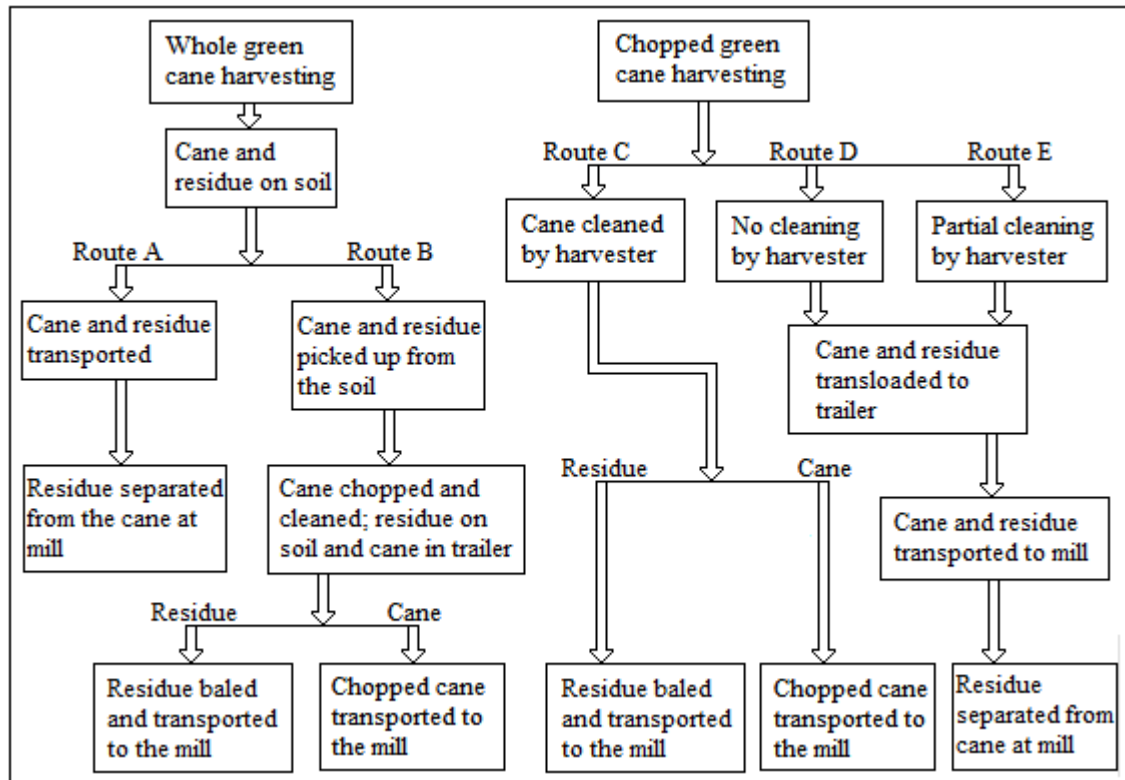 Whole green
cane harvesting
Chopped green
cane harvesting
Cane and
residue on soil
Route C
Route D
Route E
Cane cleaned
by harvester
No cleaning
by harvester
Partial cleaning
by harvester
Route A
Route B
Cane and residue
transported
Cane and residue
picked up from
the soil
Cane and residue
transloaded to
trailer
Residue separated
from the cane at
mill
Cane chopped and
cleaned; residue on
soil and cane in trailer
Residue
Cane
Cane and residue
transported to mill
Residue
Cane
Residue baled
and transported
to the mill
Chopped cane
transported to
the mill
Residue baled
and transported
to the mill
Chopped cane
transported to
the mill
Residue
separated from
cane at mill